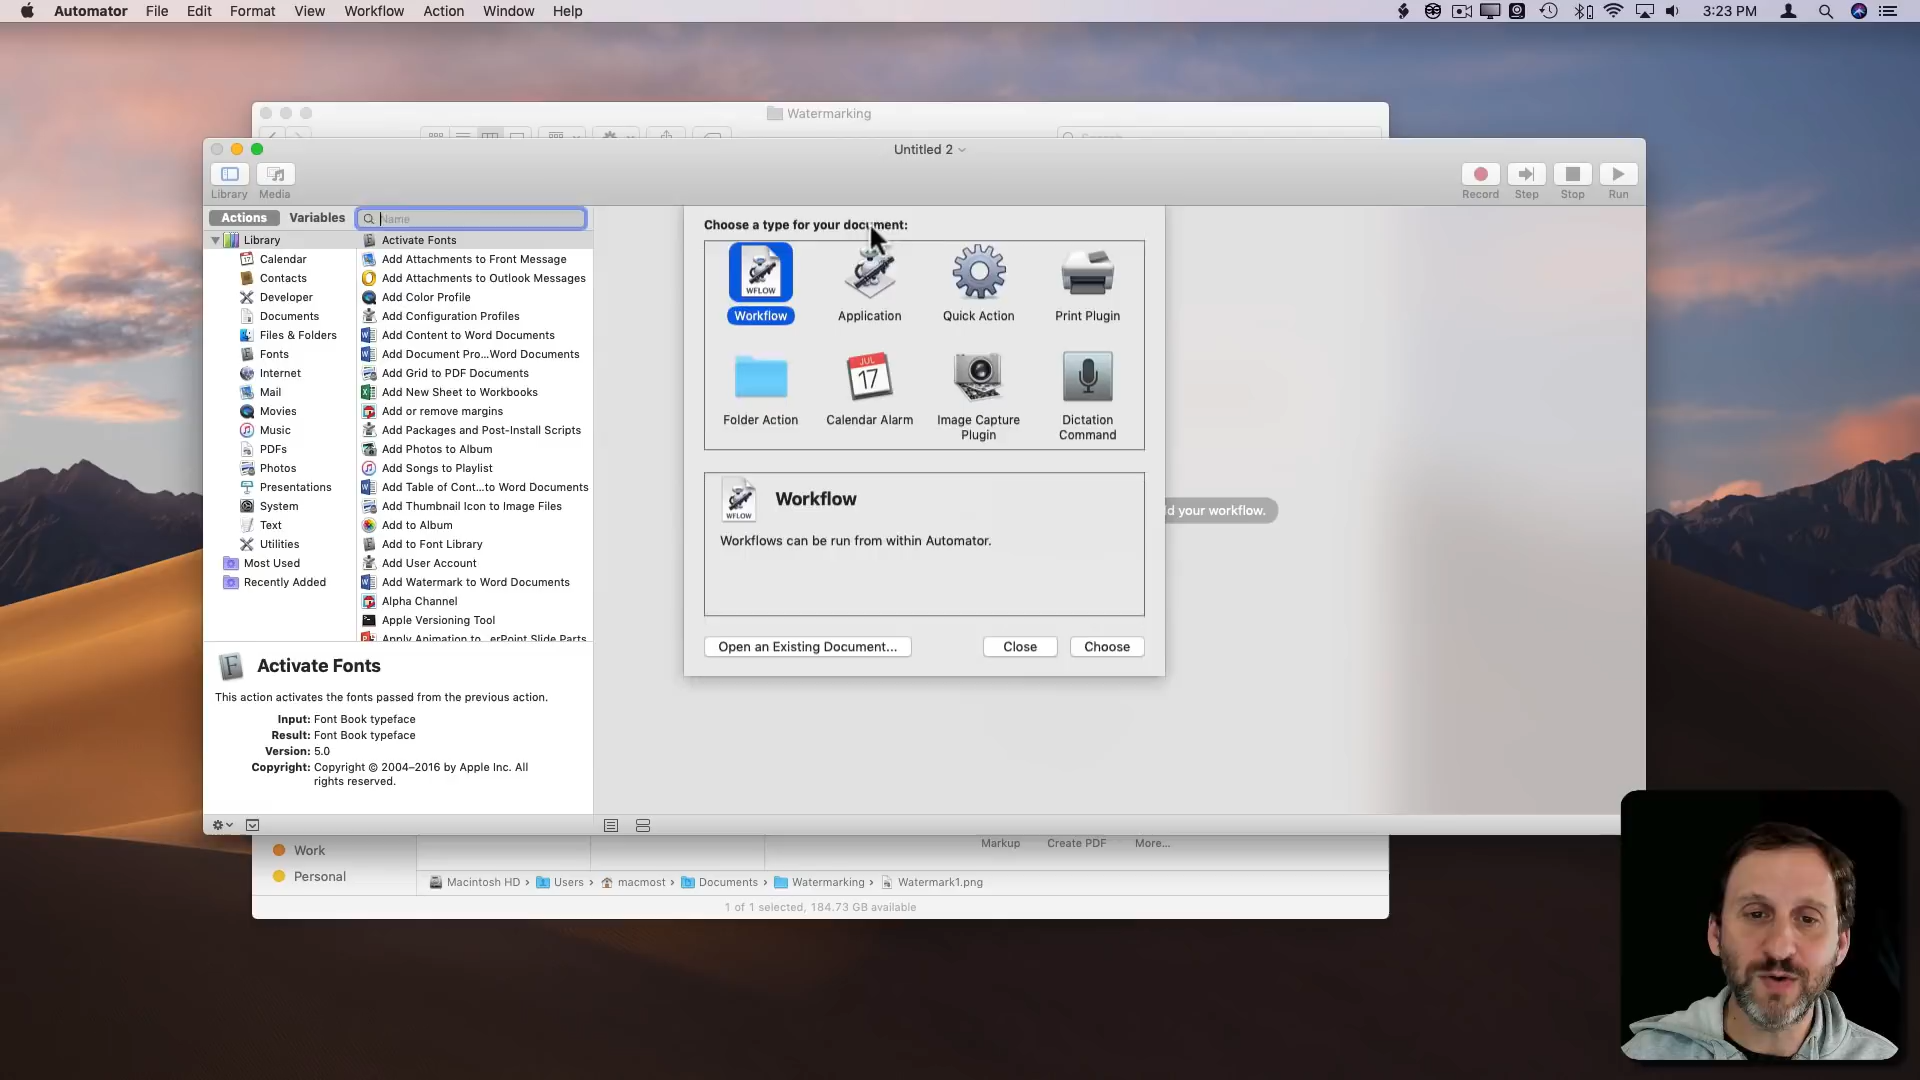 Automator File Edit Format View Workflow Action Window Help 3:23 PM
Watermarking
Untitled 2
Library Media Record Step Stop Run
Actions Variables Name
Library
Calendar
Contacts
Developer
Documents
Files & Folders
Fonts
Internet
Mail
Movies
Music
PDFs
Photos
Presentations
System
Text
Utilities
Most Used
Recently Added
Activate Fonts
Add Attachments to Front Message
Add Attachments to Outlook Messages
Add Color Profile
Add Configuration Profiles
Add Content to Word Documents
Add Document Pro...Word Documents
Add Grid to PDF Documents
Add New Sheet to Workbooks
Add or remove margins
Add Packages and Post-Install Scripts
Add Photos to Album
Add Songs to Playlist
Add Table of Cont...to Word Documents
Add Thumbnail Icon to Image Files
Add to Album
Add to Font Library
Add User Account
Add Watermark to Word Documents
Alpha Channel
Apple Versioning Tool
Apply Animation to...erPoint Slide Parts
Activate Fonts
This action activates the fonts passed from the previous action.
Input: Font Book typeface
Result: Font Book typeface
Version: 5.0
Copyright: Copyright © 2004–2016 by Apple Inc. All
rights reserved.
Choose a type for your document:
WFLOW
Workflow Application Quick Action Print Plugin
JUL
17
Folder Action Calendar Alarm Image Capture Plugin Dictation Command
WFLOW
Workflow
Workflows can be run from within Automator.
Open an Existing Document... Close Choose
d your workflow.
Work
Personal
Markup Create PDF More...
Macintosh HD › Users › macmost › Documents › Watermarking › Watermark1.png
1 of 1 selected, 184.73 GB available